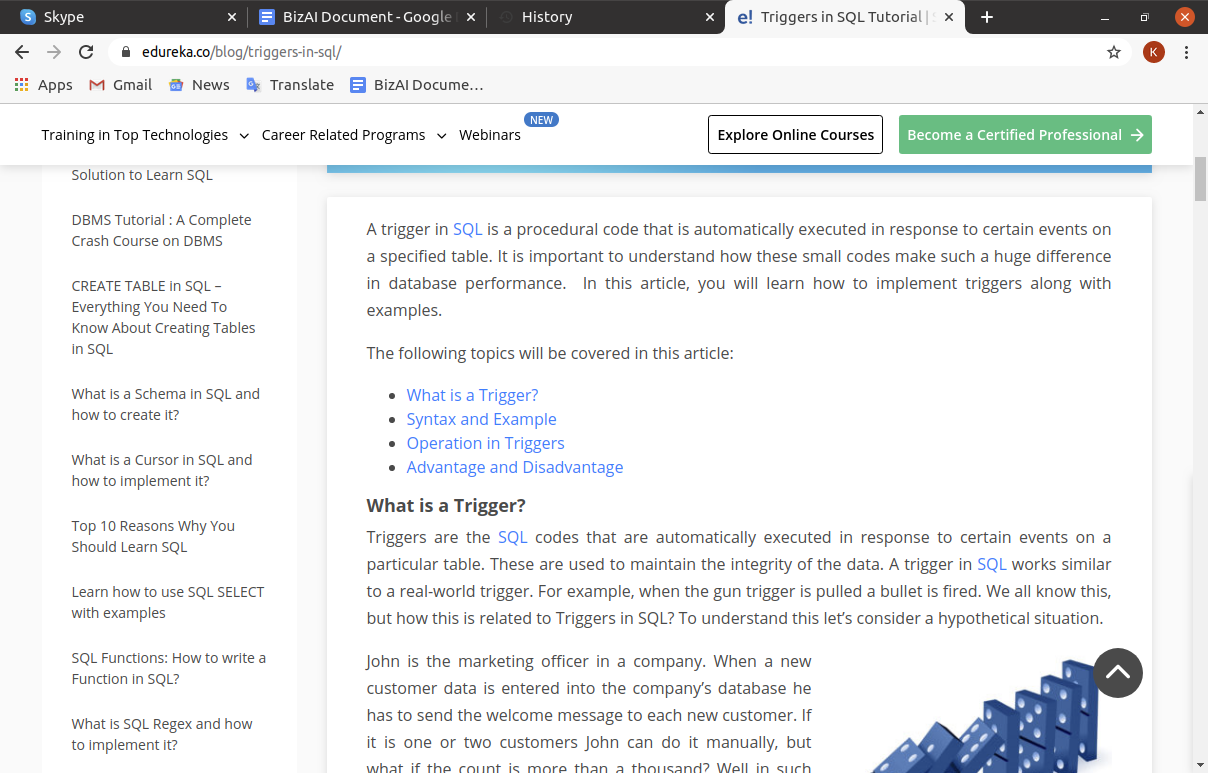 Skype
BizAI Document - Google
History
e! Triggers in SQL Tutorial |
edureka.co/blog/triggers-in-sql/
K
Apps
Gmail
News
Translate
BizAI Docume…
Training in Top Technologies
Career Related Programs
Webinars
NEW
Explore Online Courses
Become a Certified Professional
Solution to Learn SQL
DBMS Tutorial : A Complete
Crash Course on DBMS
CREATE TABLE in SQL –
Everything You Need To
Know About Creating Tables
in SQL
What is a Schema in SQL and
how to create it?
What is a Cursor in SQL and
how to implement it?
Top 10 Reasons Why You
Should Learn SQL
Learn how to use SQL SELECT
with examples
SQL Functions: How to write a
Function in SQL?
What is SQL Regex and how
to implement it?
A trigger in SQL is a procedural code that is automatically executed in response to certain events on
a specified table. It is important to understand how these small codes make such a huge difference
in database performance. In this article, you will learn how to implement triggers along with
examples.
The following topics will be covered in this article:
• What is a Trigger?
• Syntax and Example
• Operation in Triggers
• Advantage and Disadvantage
What is a Trigger?
Triggers are the SQL codes that are automatically executed in response to certain events on a
particular table. These are used to maintain the integrity of the data. A trigger in SQL works similar
to a real-world trigger. For example, when the gun trigger is pulled a bullet is fired. We all know this,
but how this is related to Triggers in SQL? To understand this let’s consider a hypothetical situation.
John is the marketing officer in a company. When a new
customer data is entered into the company’s database he
has to send the welcome message to each new customer. If
it is one or two customers John can do it manually, but
what if the count is more than a thousand? Well in such